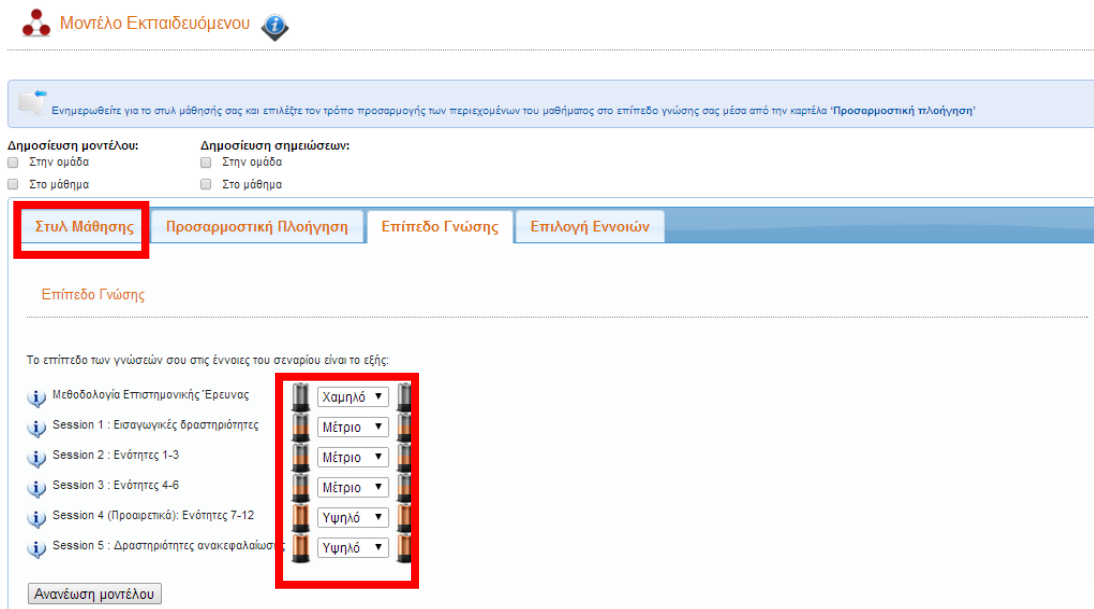 Μοντέλο Εκπαιδευόμενου
Ενημερωθείτε για το στυλ μάθησής σας και επιλέξτε τον τρόπο προσαρμογής των περιεχομένων του μαθήματος στο επίπεδο γνώσης σας μέσα από την καρτέλα 'Προσαρμοστική πλοήγηση'
Δημοσίευση μοντέλου: Δημοσίευση σημειώσεων:
Στην ομάδα Στην ομάδα
Στο μάθημα Στο μάθημα
Στυλ Μάθησης Προσαρμοστική Πλοήγηση Επίπεδο Γνώσης Επιλογή Εννοιών
Επίπεδο Γνώσης
Το επίπεδο των γνώσεών σου στις έννοιες του σεναρίου είναι το εξής:
Μεθοδολογία Επιστημονικής Έρευνας Χαμηλό
Session 1 : Εισαγωγικές δραστηριότητες Μέτριο
Session 2 : Ενότητες 1-3 Μέτριο
Session 3 : Ενότητες 4-6 Μέτριο
Session 4 (Προαιρετικά): Ενότητες 7-12 Υψηλό
Session 5 : Δραστηριότητες ανακεφαλαίωσης Υψηλό
Ανανέωση μοντέλου